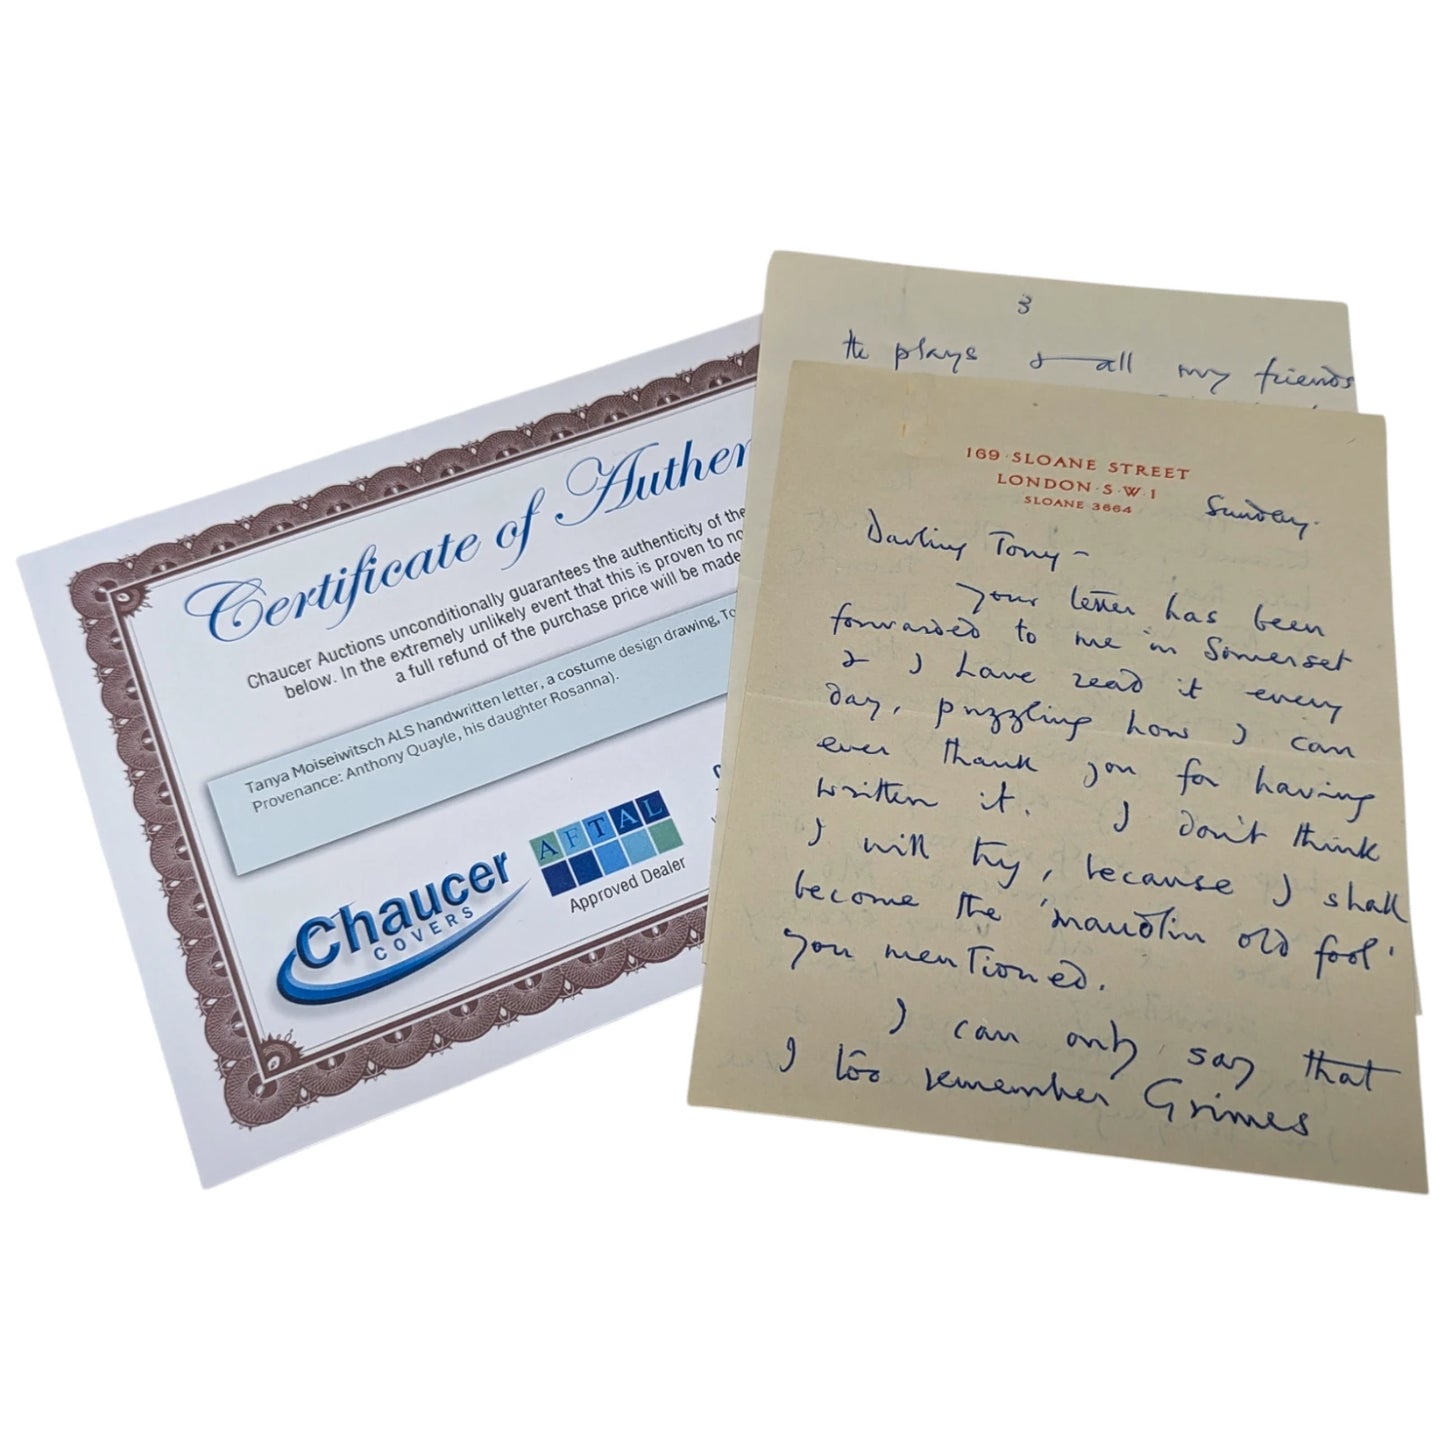 Certificate of Authen
Chaucer Auctions unconditionally guarantees the authenticity of the
below. In the extremely unlikely event that this is proven to no
a full refund of the purchase price will be made
Tanya Moiseiwitsch ALS handwritten letter, a costume design drawing, To
Provenance: Anthony Quayle, his daughter Rosanna).
Chaucer
COVERS
AFTAL
Approved Dealer
3
the plays & all my friends
169 · SLOANE STREET
LONDON · S · W · 1
SLOANE 3664
Sunday.
Darling Tony –
Your letter has been
forwarded to me in Somerset
& I have read it every
day, puzzling how I can
ever thank you for having
written it. I don't think
I will try, because I shall
become the 'maudlin old fool'
you mentioned.
I can only say that
I too remember Grimes